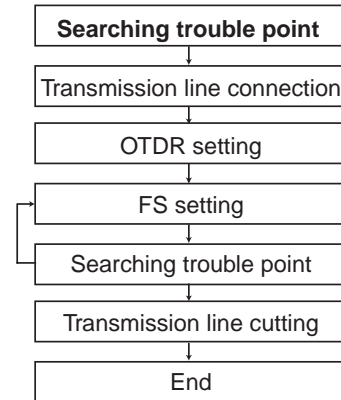 Searching trouble point
Transmission line connection
OTDR setting
FS setting
Searching trouble point
Transmission line cutting
End